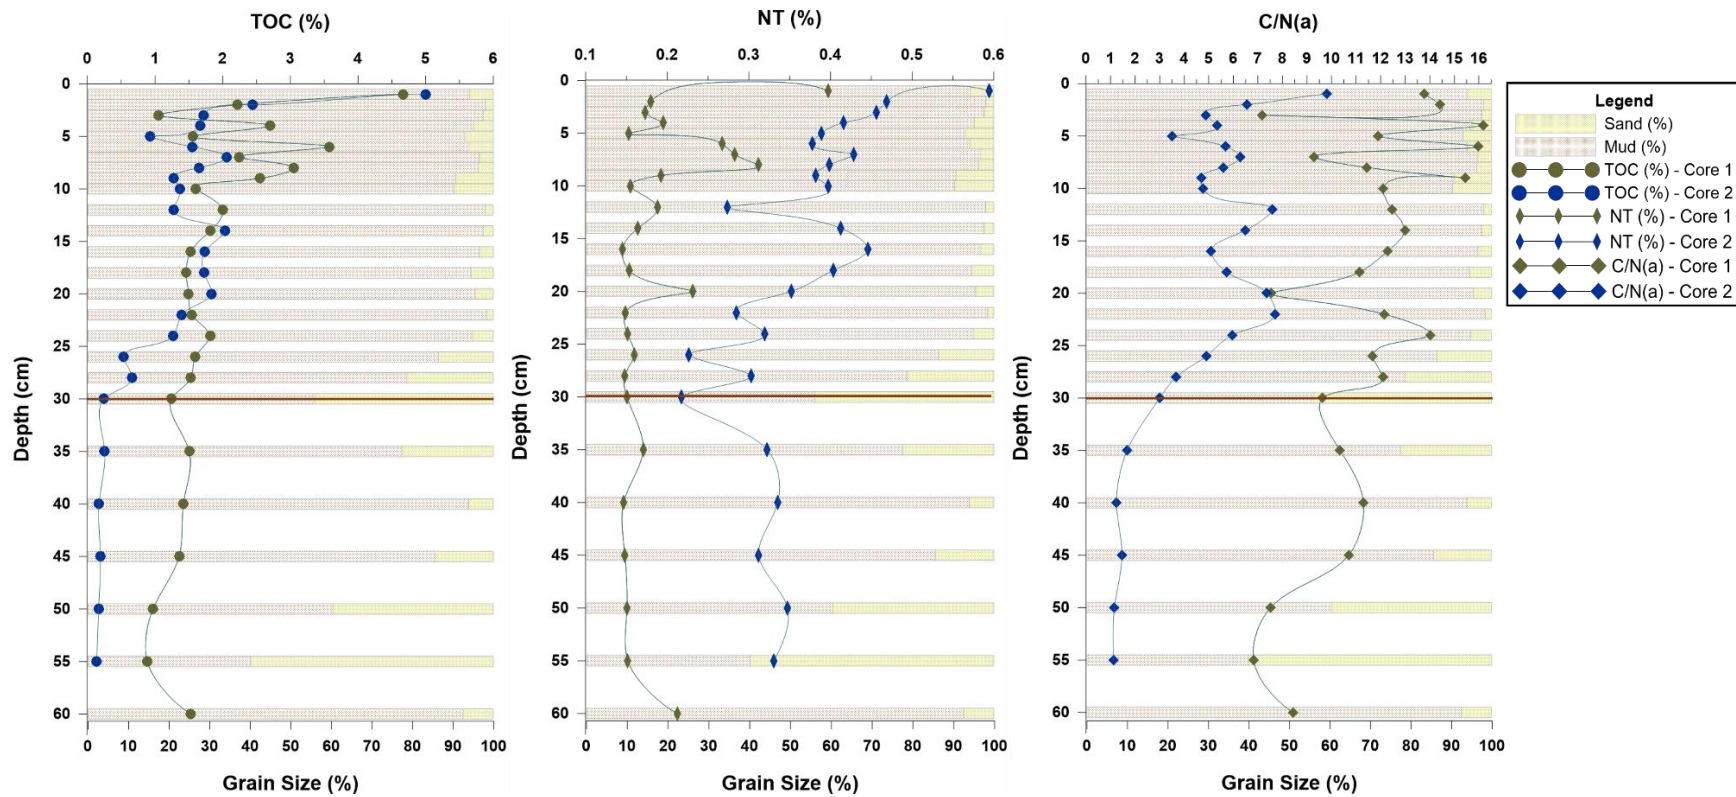 TOC (%)
0 1 2 3 4 5 6
Depth (cm)
0
5
10
15
20
25
30
35
40
45
50
55
60
0 10 20 30 40 50 60 70 80 90 100
Grain Size (%)
NT (%)
0.1 0.2 0.3 0.4 0.5 0.6
Depth (cm)
0
5
10
15
20
25
30
35
40
45
50
55
60
0 10 20 30 40 50 60 70 80 90 100
Grain Size (%)
C/N(a)
0 1 2 3 4 5 6 7 8 9 10 11 12 13 14 15 16
Depth (cm)
0
5
10
15
20
25
30
35
40
45
50
55
60
0 10 20 30 40 50 60 70 80 90 100
Grain Size (%)
Legend
Sand (%)
Mud (%)
TOC (%) - Core 1
TOC (%) - Core 2
NT (%) - Core 1
NT (%) - Core 2
C/N(a) - Core 1
C/N(a) - Core 2